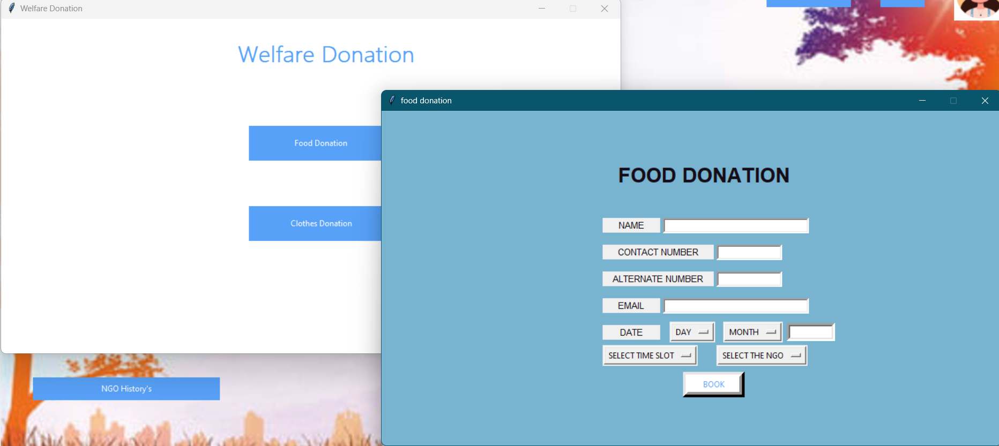 Welfare Donation
Welfare Donation
Food Donation
Clothes Donation
NGO History's
food donation
FOOD DONATION
NAME
CONTACT NUMBER
ALTERNATE NUMBER
EMAIL
DATE DAY MONTH
SELECT TIME SLOT SELECT THE NGO
BOOK